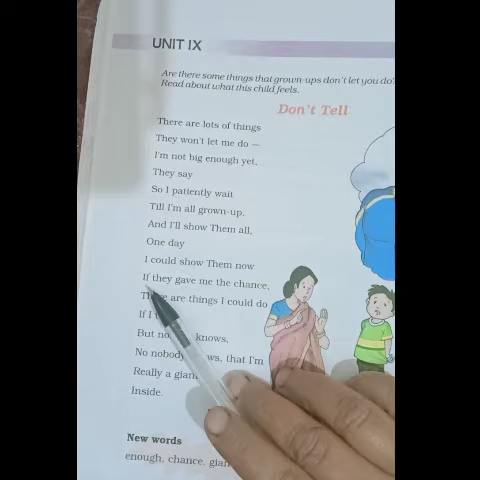 UNIT IX
Are there some things that grown-ups don't let you do?
Read about what this child feels.
Don't Tell
There are lots of things
They won't let me do —
I'm not big enough yet,
They say
So I patiently wait
Till I'm all grown-up,
And I'll show Them all,
One day
I could show Them now
If they gave me the chance,
are things I could do
If I
But knows,
No nobody that I'm
Really a
Inside.
New words
enough, chance,